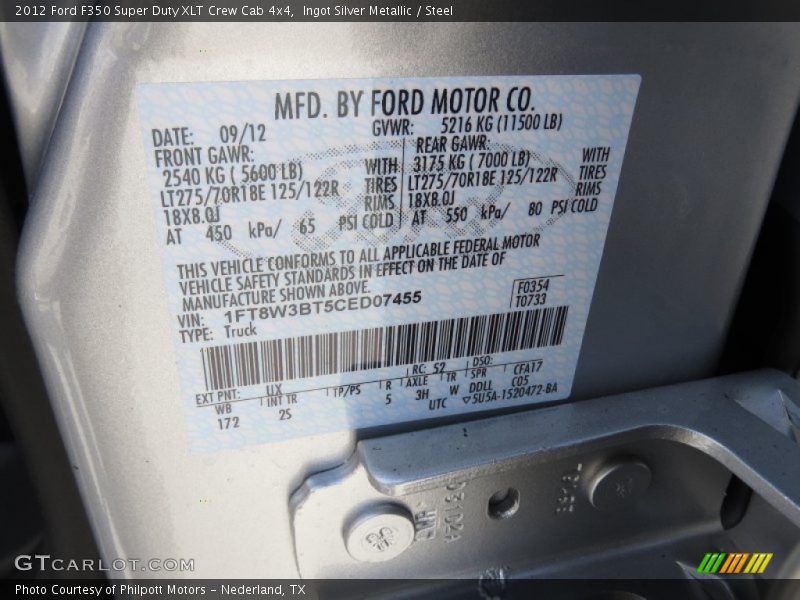 2012 Ford F350 Super Duty XLT Crew Cab 4x4, Ingot Silver Metallic / Steel
MFD. BY FORD MOTOR CO.
DATE: 09/12 GVWR: 5216 KG (11500 LB)
FRONT GAWR: REAR GAWR:
2540 KG ( 5600 LB) WITH 3175 KG ( 7000 LB) WITH
LT275/70R18E 125/122R TIRES LT275/70R18E 125/122R TIRES
18X8.0J RIMS 18X8.0J RIMS
AT 450 kPa/ 65 PSI COLD AT 550 kPa/ 80 PSI COLD
THIS VEHICLE CONFORMS TO ALL APPLICABLE FEDERAL MOTOR
VEHICLE SAFETY STANDARDS IN EFFECT ON THE DATE OF
MANUFACTURE SHOWN ABOVE.
F0354
T0733
VIN: 1FT8W3BT5CED07455
TYPE: Truck
EXT PNT: UX RC: 52 DSO:
WB INT TR TP/PS R AXLE TR SPR CFA17
172 2S 5 3H W DDLL C05
UTC ▽5U5A-1520472-BA
GTCARLOT.COM
Photo Courtesy of Philpott Motors - Nederland, TX